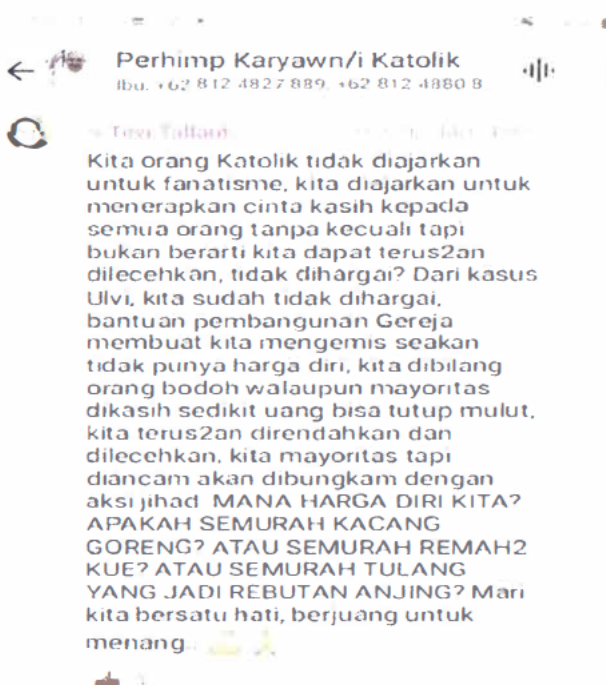 Perhimp Karyawn/i Katolik
Ibu, +62 812 4827 889, +62 812 4880 8
Kita orang Katolik tidak diajarkan
untuk fanatisme, kita diajarkan untuk
menerapkan cinta kasih kepada
semua orang tanpa kecuali tapi
bukan berarti kita dapat terus2an
dilecehkan, tidak dihargai? Dari kasus
Ulvi, kita sudah tidak dihargai,
bantuan pembangunan Gereja
membuat kita mengemis seakan
tidak punya harga diri, kita dibilang
orang bodoh walaupun mayoritas
dikasih sedikit uang bisa tutup mulut,
kita terus2an direndahkan dan
dilecehkan, kita mayoritas tapi
diancam akan dibungkam dengan
aksi jihad MANA HARGA DIRI KITA?
APAKAH SEMURAH KACANG
GORENG? ATAU SEMURAH REMAH2
KUE? ATAU SEMURAH TULANG
YANG JADI REBUTAN ANJING? Mari
kita bersatu hati, berjuang untuk
menang